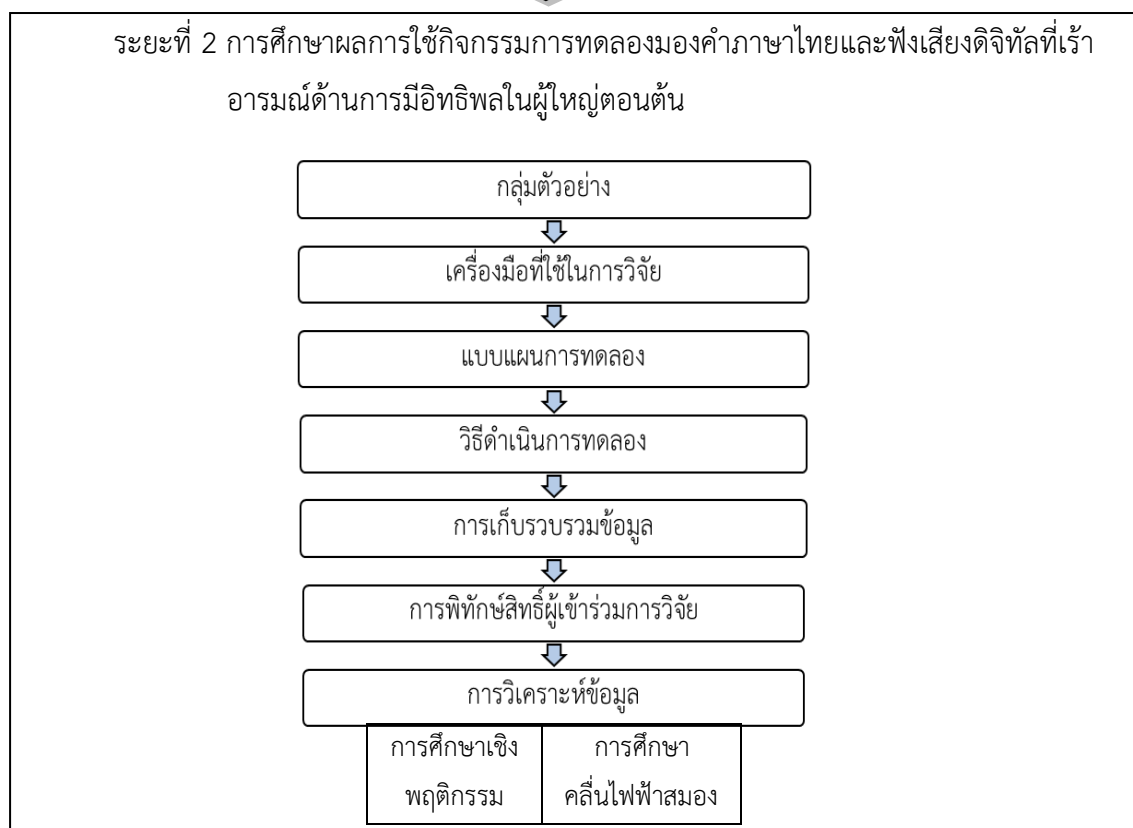 ระยะที่ 2 การศึกษาผลการใช้กิจกรรมการทดลองมองคำภาษาไทยและฟังเสียงดิจิทัลที่เร้า
อารมณ์ด้านการมีอิทธิพลในผู้ใหญ่ตอนต้น
กลุ่มตัวอย่าง
เครื่องมือที่ใช้ในการวิจัย
แบบแผนการทดลอง
วิธีดำเนินการทดลอง
การเก็บรวบรวมข้อมูล
การพิทักษ์สิทธิ์ผู้เข้าร่วมการวิจัย
การวิเคราะห์ข้อมูล
การศึกษาเชิง
พฤติกรรม
การศึกษา
คลื่นไฟฟ้าสมอง